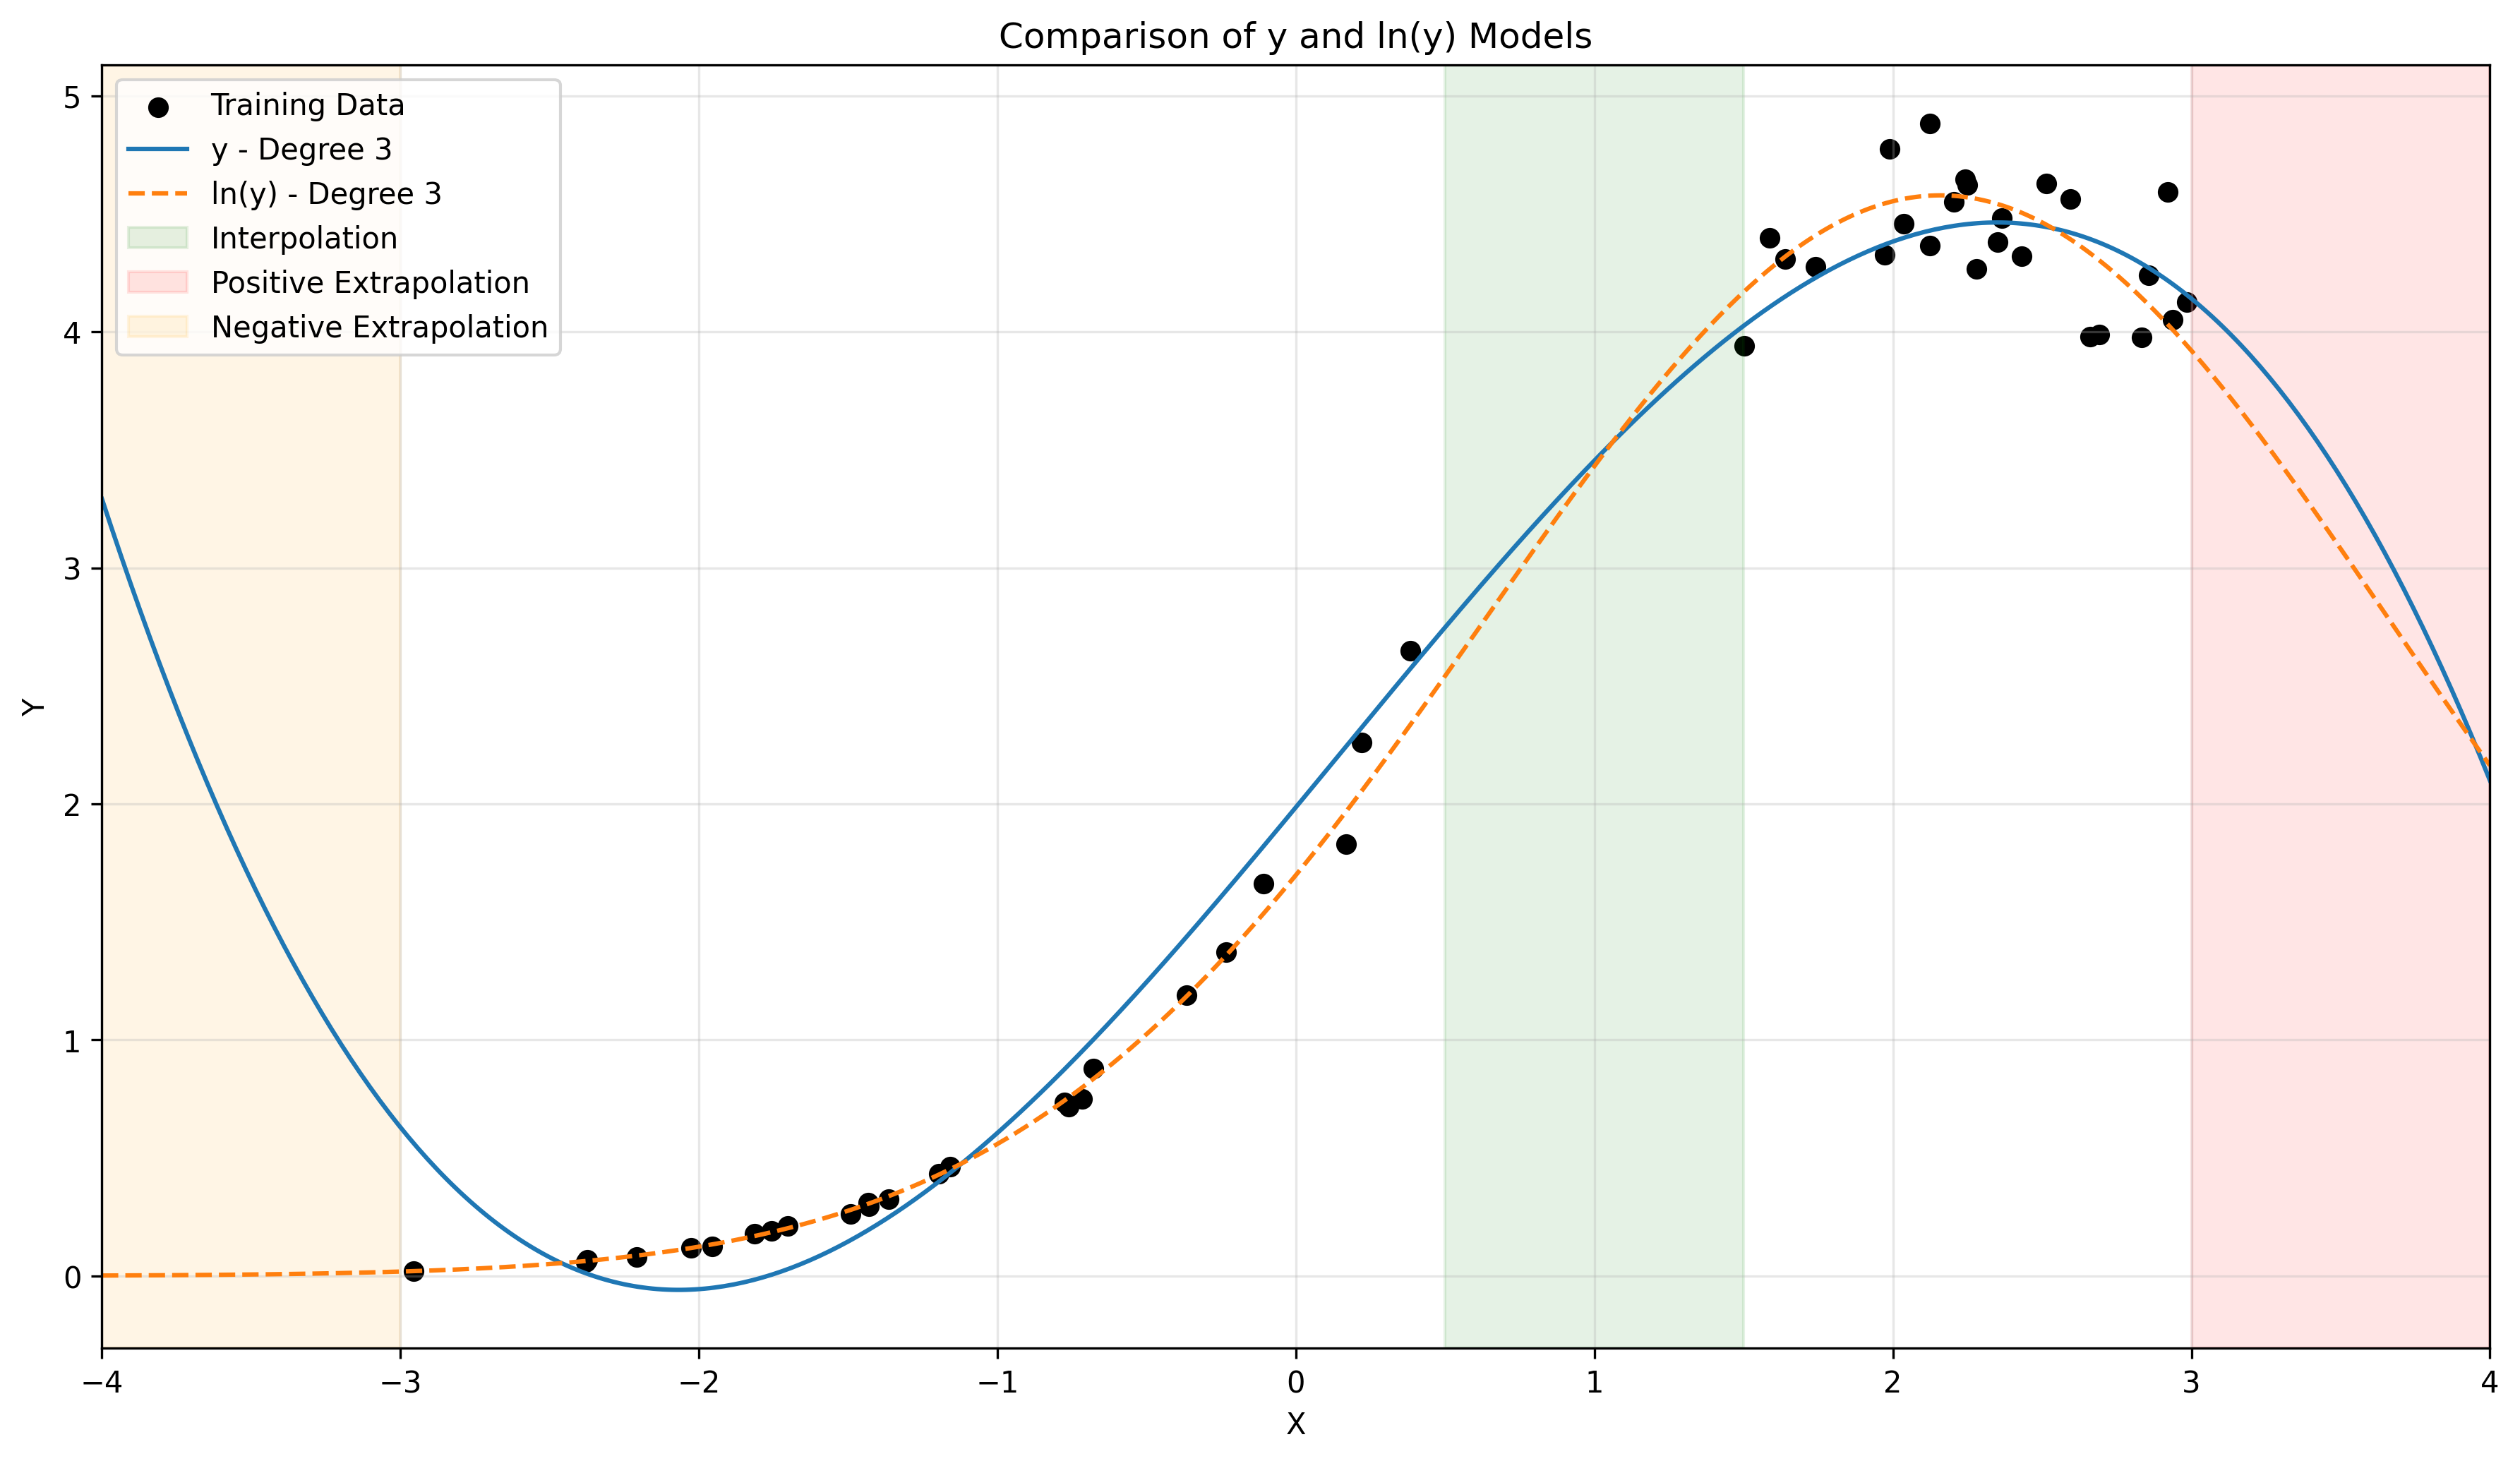 Comparison of y and ln(y) Models
Training Data
y - Degree 3
ln(y) - Degree 3
Interpolation
Positive Extrapolation
Negative Extrapolation
5
4
3
2
1
0
Y
−4 −3 −2 −1 0 1 2 3 4
X